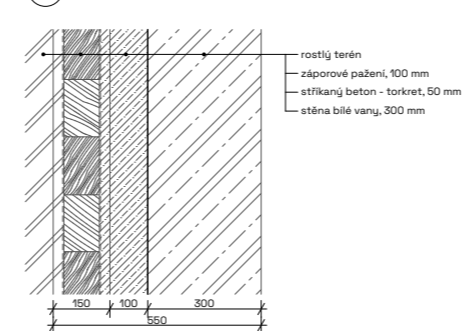 rostlý terén
záporové pažení, 100 mm
stříkaný beton - torkret, 50 mm
stěna bílé vany, 300 mm
150 100 300
550